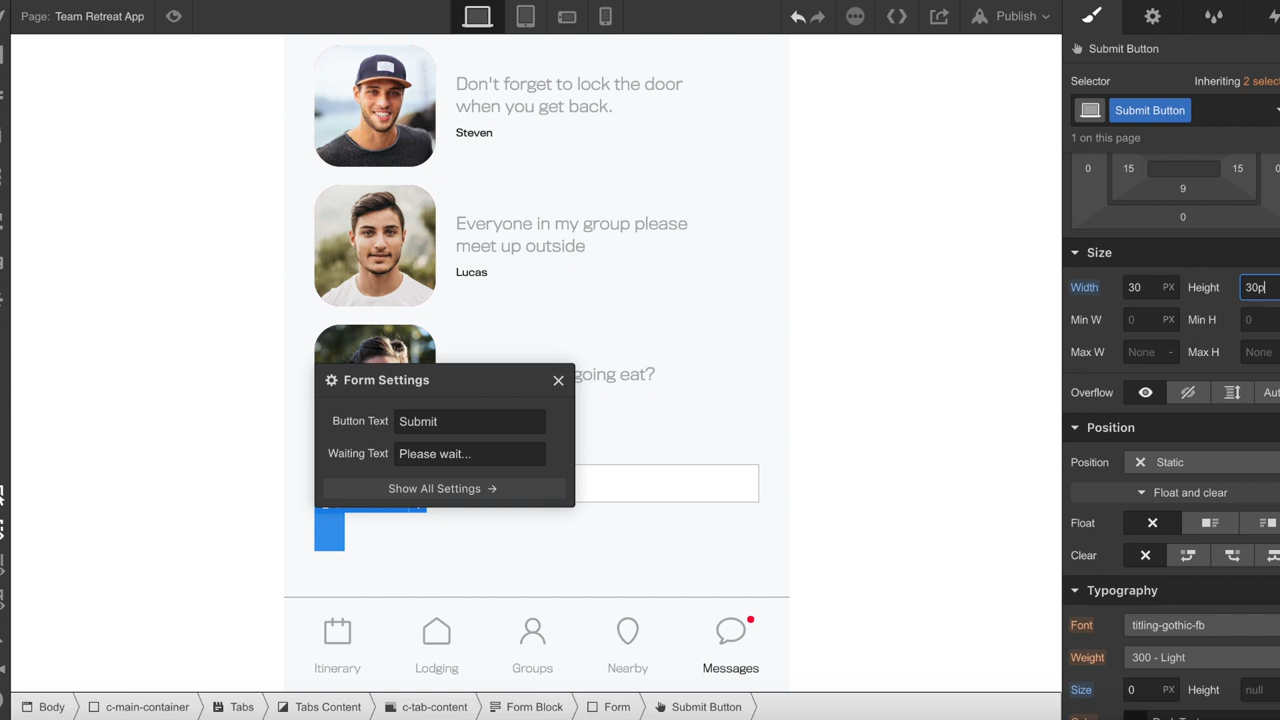 Page: Team Retreat App
Publish
Submit Button
Selector
Inheriting 2 selec
Submit Button
1 on this page
0
15
15
9
0
Size
Width 30 PX Height 30p
Min W 0 PX Min H 0
Max W None - Max H None
Overflow Aut
Position
Position Static
Float and clear
Float
Clear
Typography
Font titling-gothic-fb
Weight 300 - Light
Size 0 PX Height null
Don't forget to lock the door
when you get back.
Steven
Everyone in my group please
meet up outside
Lucas
going eat?
Form Settings
Button Text Submit
Waiting Text Please wait...
Show All Settings →
Itinerary
Lodging
Groups
Nearby
Messages
Body
c-main-container
Tabs
Tabs Content
c-tab-content
Form Block
Form
Submit Button